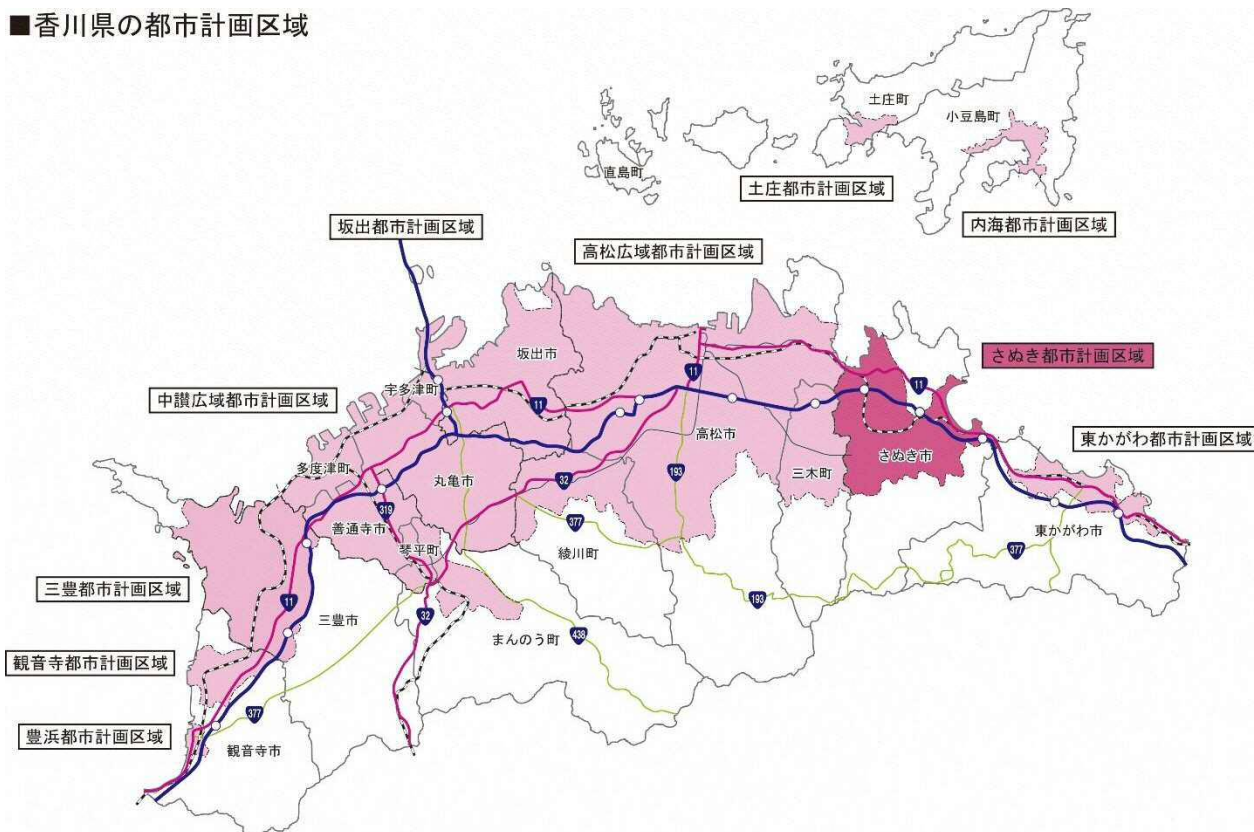 ■香川県の都市計画区域
土庄町
小豆島町
直島町
土庄都市計画区域
内海都市計画区域
坂出都市計画区域
高松広域都市計画区域
坂出市
さぬき都市計画区域
宇多津町
11
11
中讃広域都市計画区域
11
高松市
さぬき市
東かがわ都市計画区域
多度津町
丸亀市
三木町
32
193
319
善通寺市
377
東かがわ市
琴平町
綾川町
377
三豊都市計画区域
11
193
三豊市
32
まんのう町
438
観音寺都市計画区域
377
豊浜都市計画区域
観音寺市